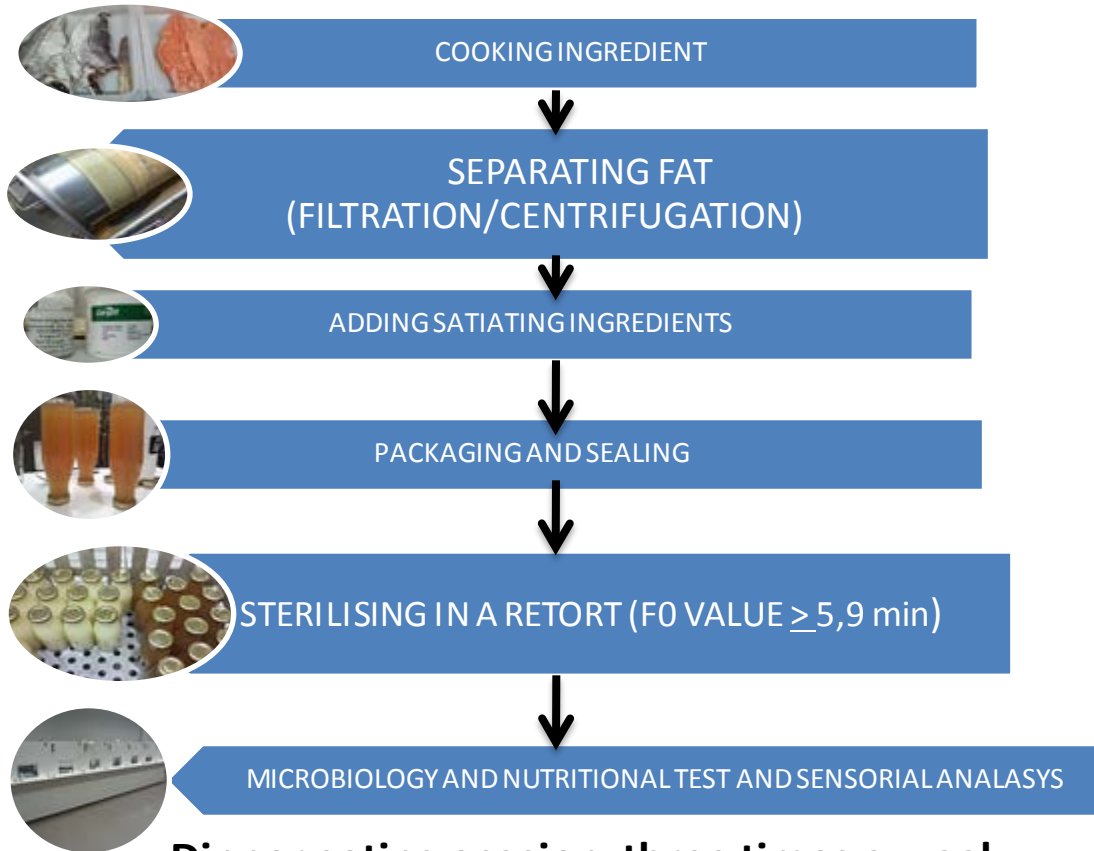 COOKING INGREDIENT
SEPARATING FAT
(FILTRATION/CENTRIFUGATION)
ADDING SATIATING INGREDIENTS
PACKAGING AND SEALING
STERILISING IN A RETORT (F0 VALUE > 5,9 min)
MICROBIOLOGY AND NUTRITIONAL TEST AND SENSORIAL ANALASYS